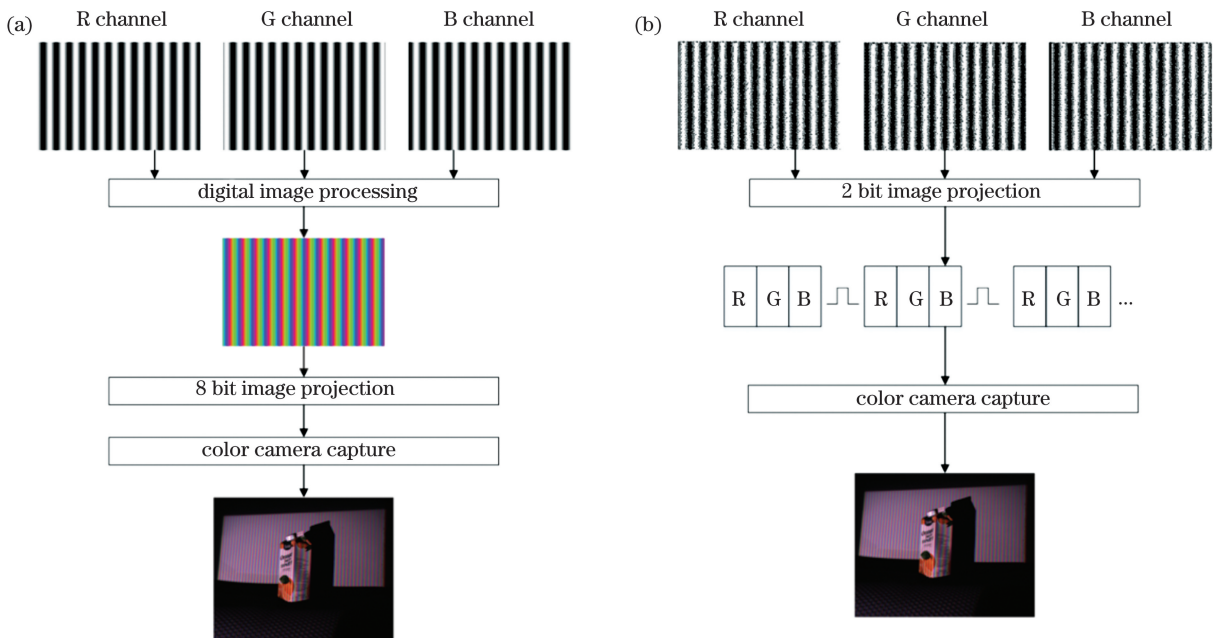 (a)
R channel
G channel
B channel
digital image processing
8 bit image projection
color camera capture
(b)
R channel
G channel
B channel
2 bit image projection
R G B R G B R G B ...
color camera capture